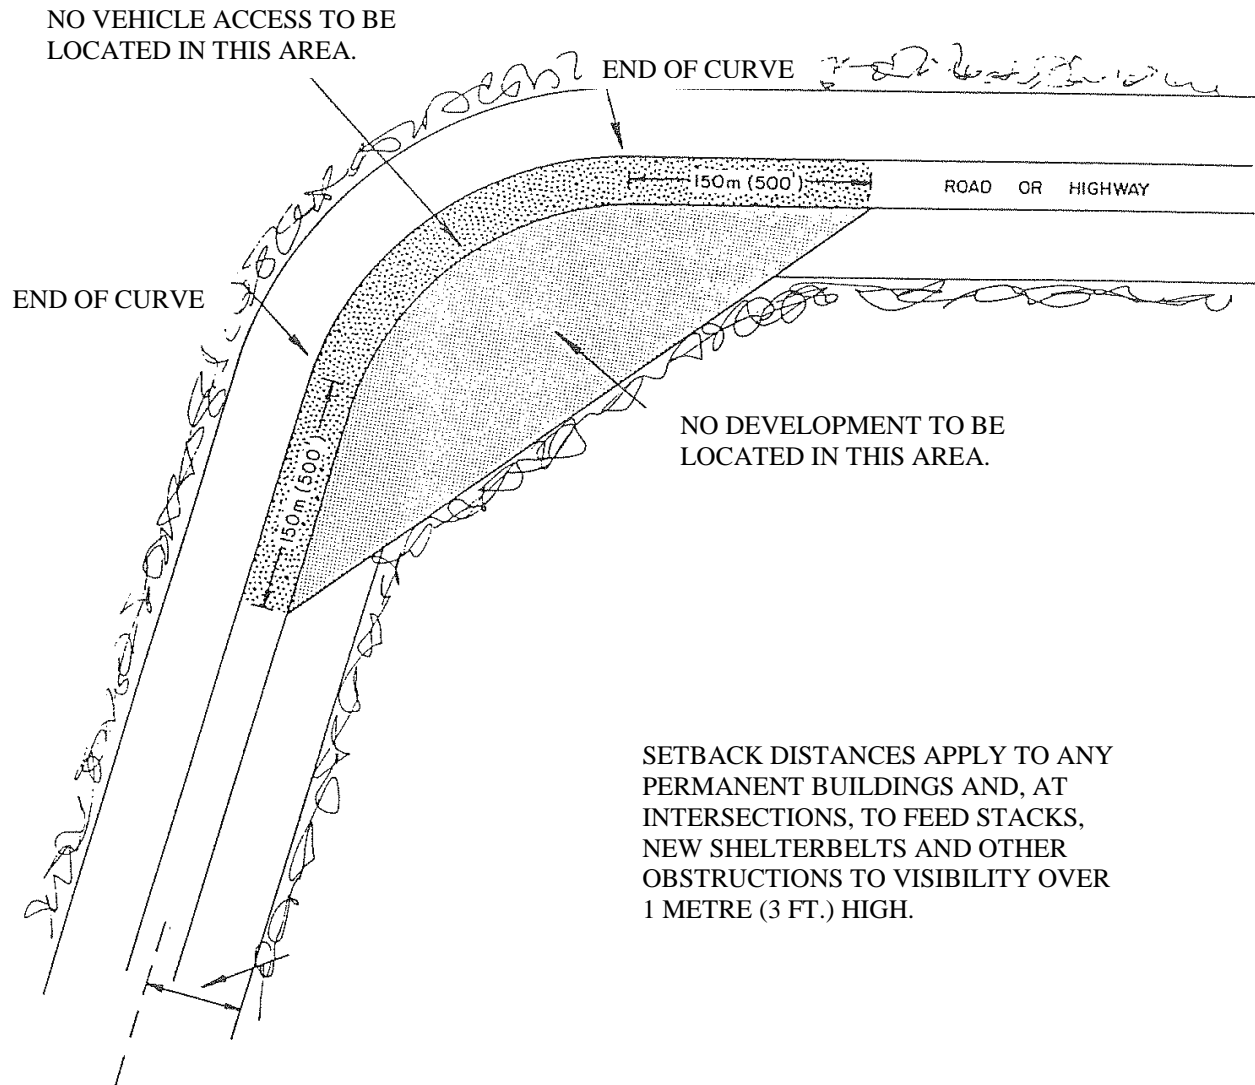 NO VEHICLE ACCESS TO BE
LOCATED IN THIS AREA.
END OF CURVE
150m (500')
ROAD OR HIGHWAY
END OF CURVE
NO DEVELOPMENT TO BE
LOCATED IN THIS AREA.
150m (500')
SETBACK DISTANCES APPLY TO ANY
PERMANENT BUILDINGS AND, AT
INTERSECTIONS, TO FEED STACKS,
NEW SHELTERBELTS AND OTHER
OBSTRUCTIONS TO VISIBILITY OVER
1 METRE (3 FT.) HIGH.